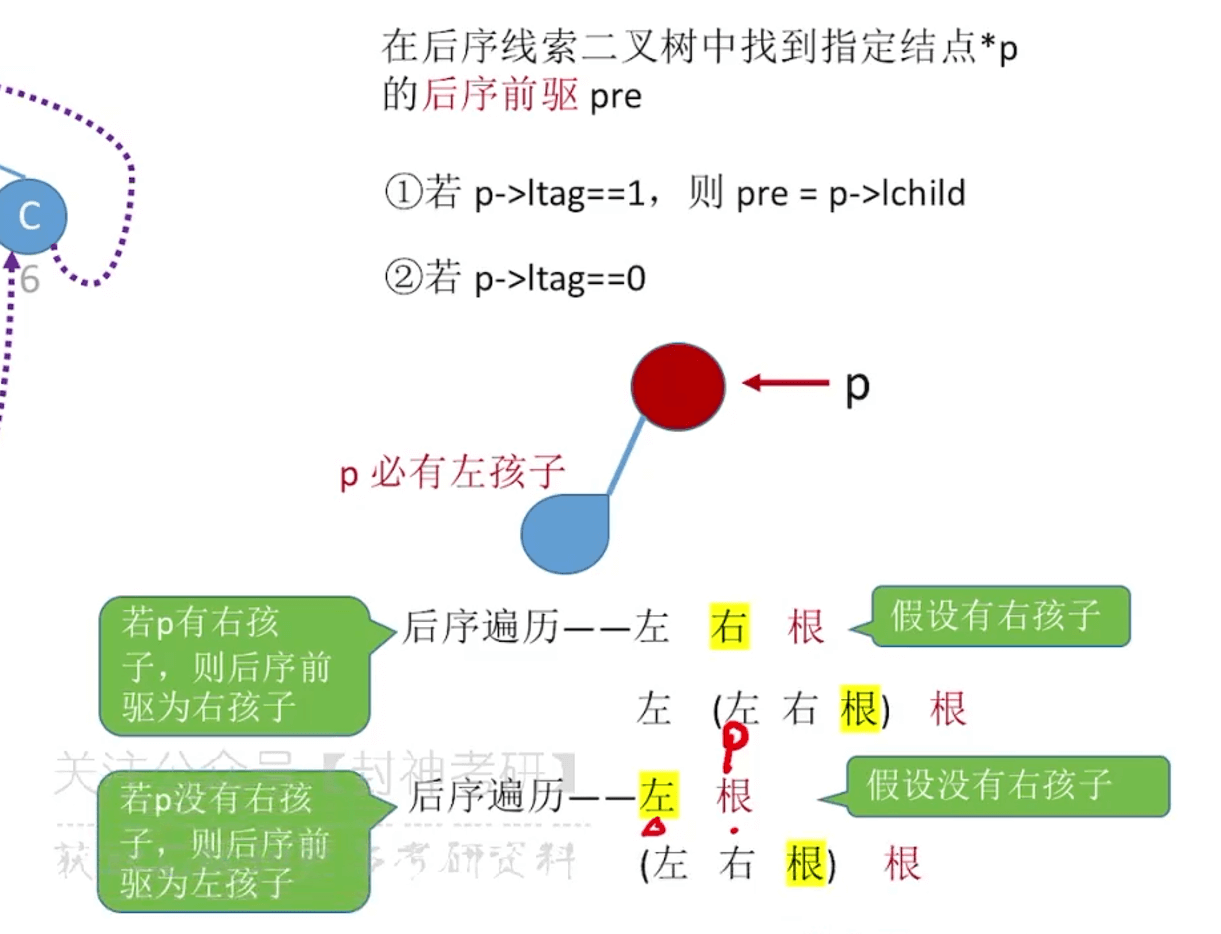 在后序线索二叉树中找到指定结点*p
的后序前驱 pre
①若 p->ltag==1，则 pre = p->lchild
C
6
②若 p->ltag==0
p
p 必有左孩子
若p有右孩
子，则后序前
驱为右孩子
后序遍历——左 右 根
假设有右孩子
左 (左 右 根) 根
p
关注公众号【封神考研】
若p没有右孩
子，则后序前
驱为左孩子
后序遍历——左 根
假设没有右孩子
(左 右 根) 根
考研资料